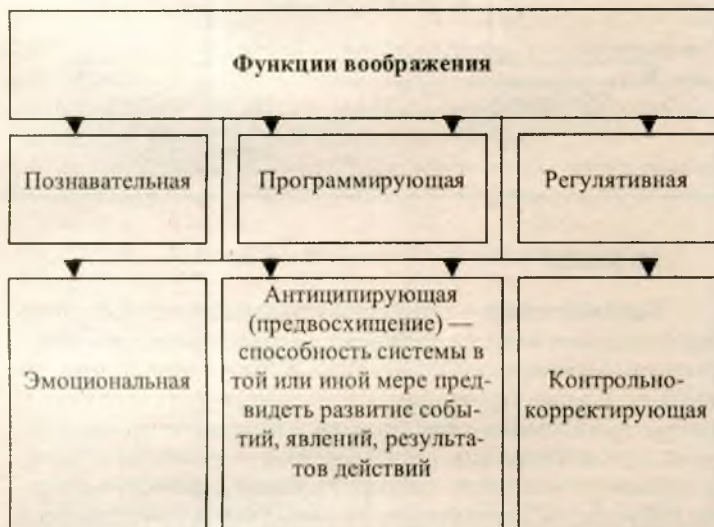 Функции воображения
Познавательная
Программирующая
Регулятивная
Эмоциональная
Антиципирующая
(предвосхищение) —
способность системы в
той или иной мере пред-
видеть развитие собы-
тий, явлений, результа-
тов действий
Контрольно-
корректирующая